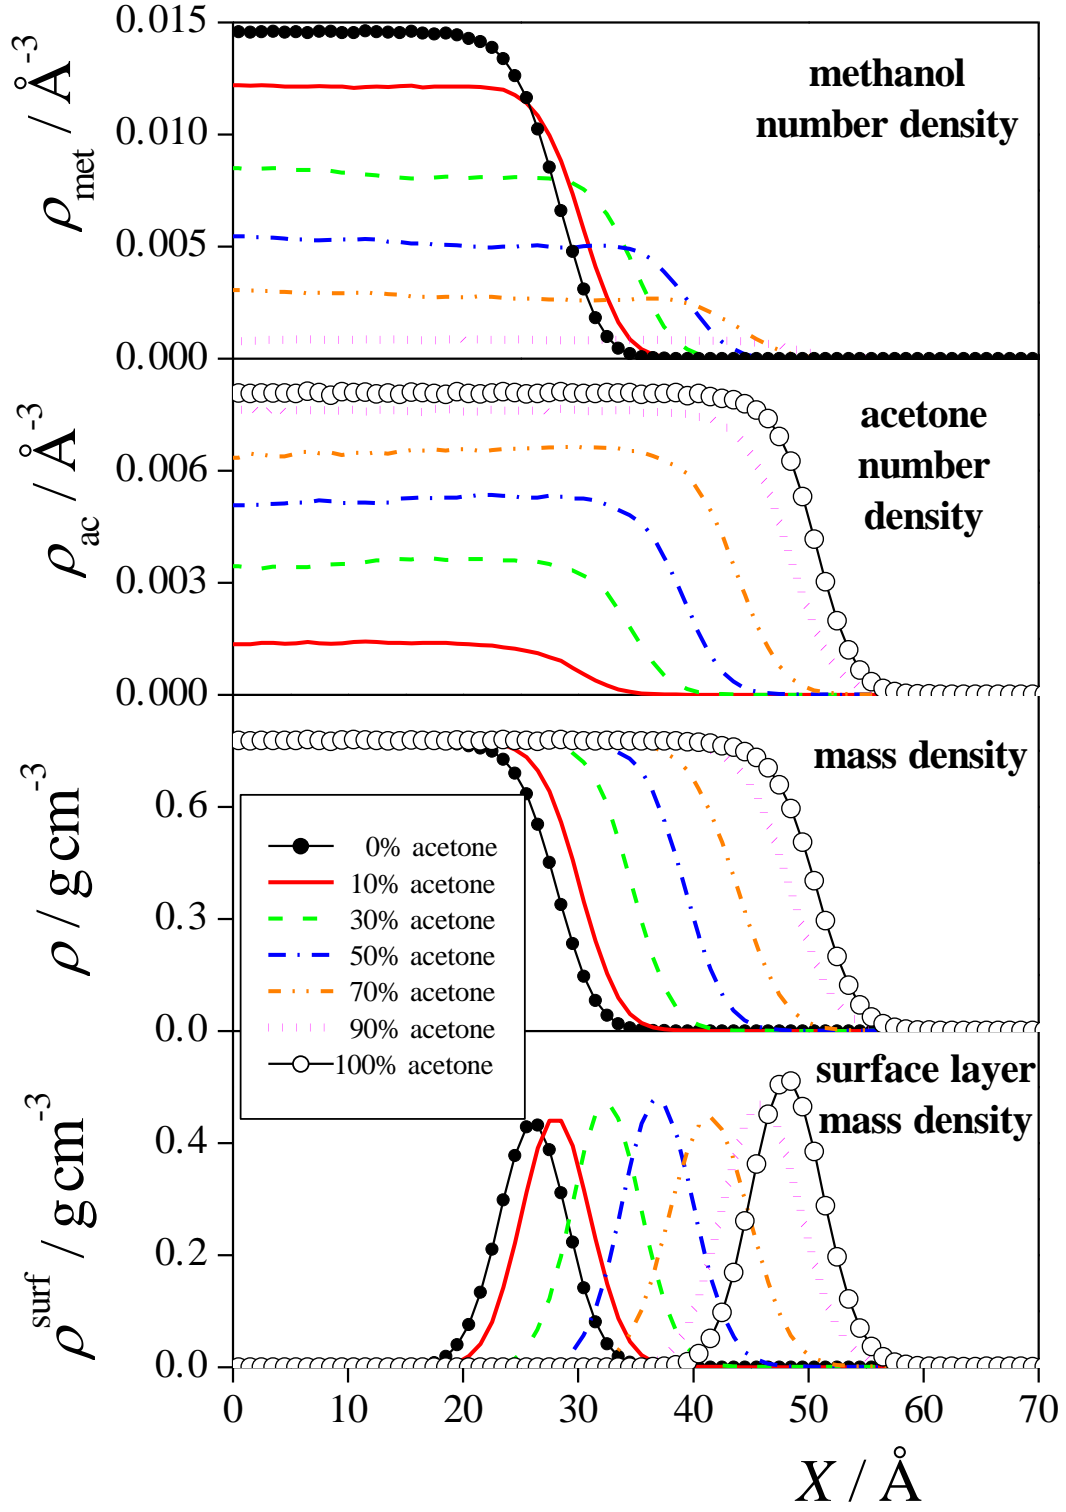 0.015
0.010
0.005
0.000
ρmet / Å-3
methanol
number density
0.006
0.003
0.000
ρac / Å-3
acetone
number
density
0.6
0.3
0.0
ρ / g cm-3
mass density
0% acetone
10% acetone
30% acetone
50% acetone
70% acetone
90% acetone
100% acetone
0.4
0.2
0.0
ρsurf / g cm-3
surface layer
mass density
0 10 20 30 40 50 60 70
X / Å